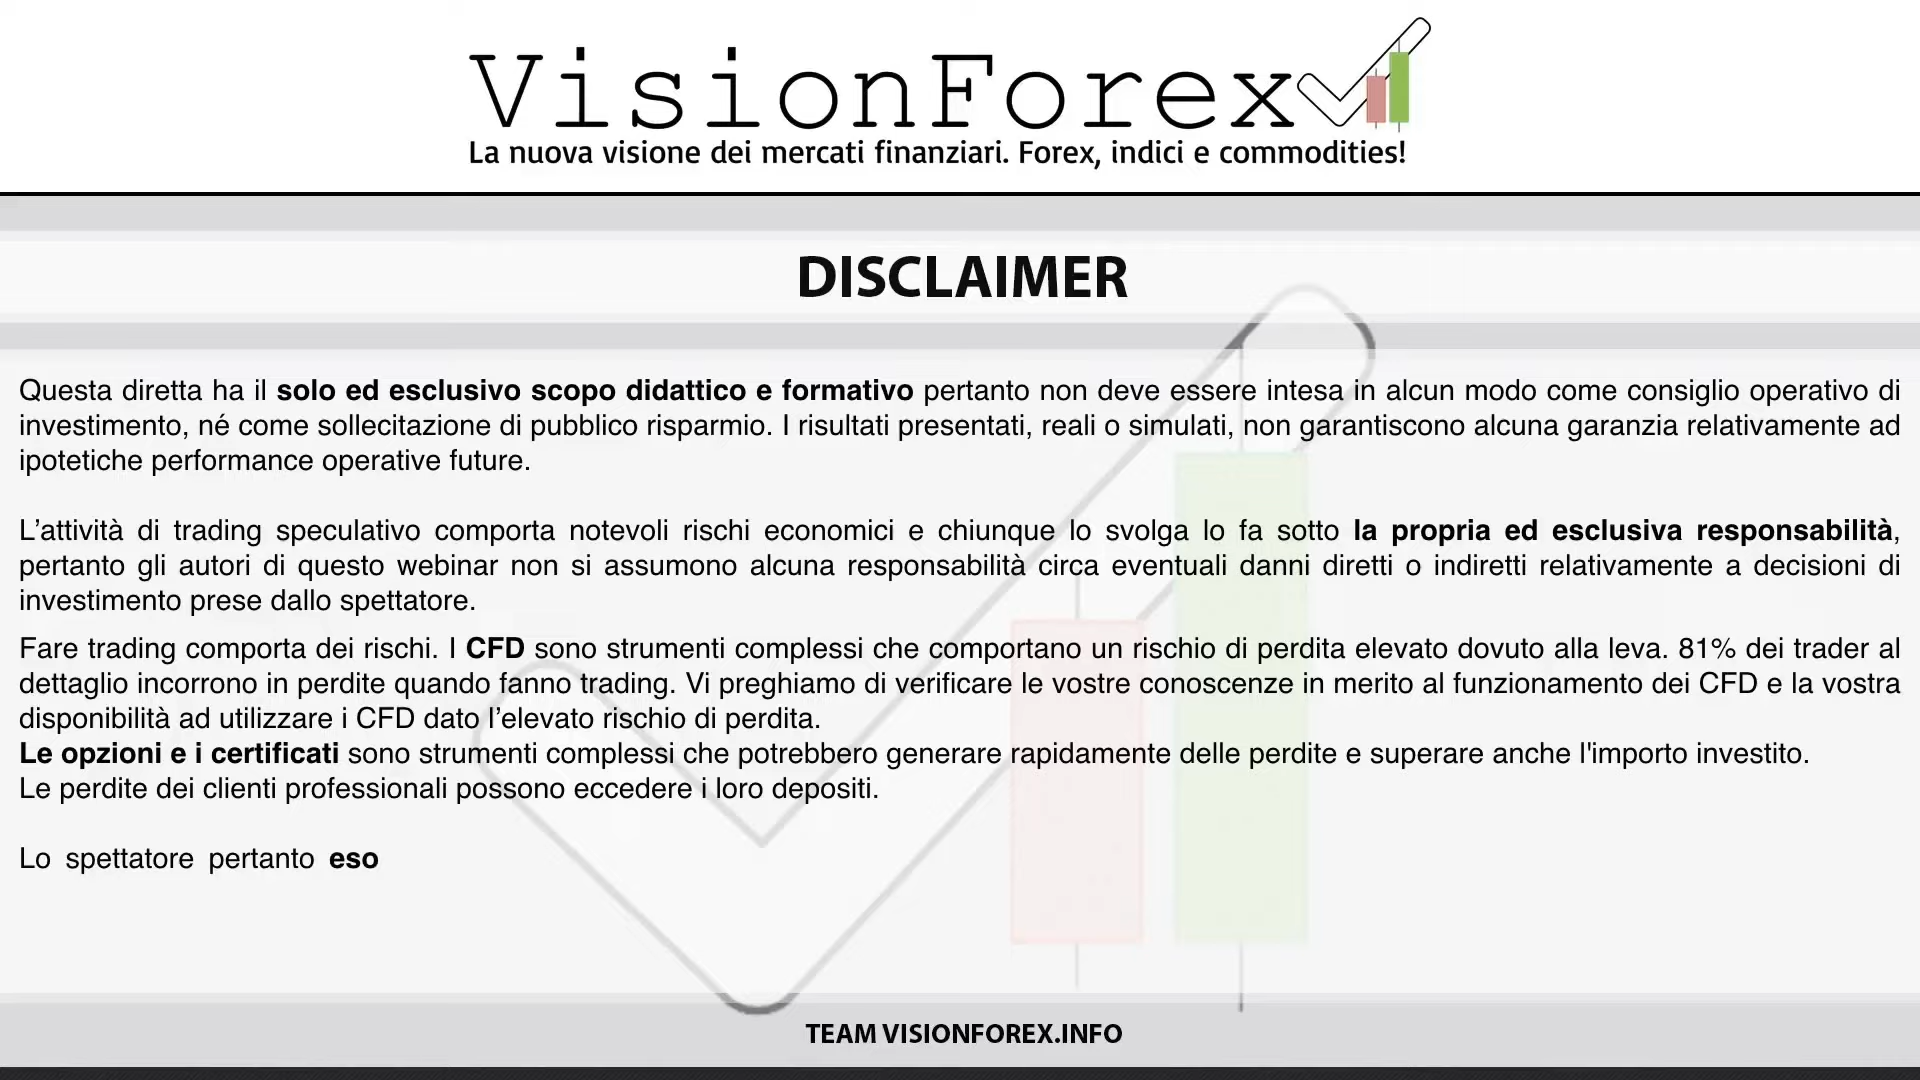 VisionForex
La nuova visione dei mercati finanziari. Forex, indici e commodities!
DISCLAIMER
Questa diretta ha il solo ed esclusivo scopo didattico e formativo pertanto non deve essere intesa in alcun modo come consiglio operativo di
investimento, né come sollecitazione di pubblico risparmio. I risultati presentati, reali o simulati, non garantiscono alcuna garanzia relativamente ad
ipotetiche performance operative future.
L’attività di trading speculativo comporta notevoli rischi economici e chiunque lo svolga lo fa sotto la propria ed esclusiva responsabilità,
pertanto gli autori di questo webinar non si assumono alcuna responsabilità circa eventuali danni diretti o indiretti relativamente a decisioni di
investimento prese dallo spettatore.
Fare trading comporta dei rischi. I CFD sono strumenti complessi che comportano un rischio di perdita elevato dovuto alla leva. 81% dei trader al
dettaglio incorrono in perdite quando fanno trading. Vi preghiamo di verificare le vostre conoscenze in merito al funzionamento dei CFD e la vostra
disponibilità ad utilizzare i CFD dato l’elevato rischio di perdita.
Le opzioni e i certificati sono strumenti complessi che potrebbero generare rapidamente delle perdite e superare anche l'importo investito.
Le perdite dei clienti professionali possono eccedere i loro depositi.
Lo spettatore pertanto eso
TEAM VISIONFOREX.INFO